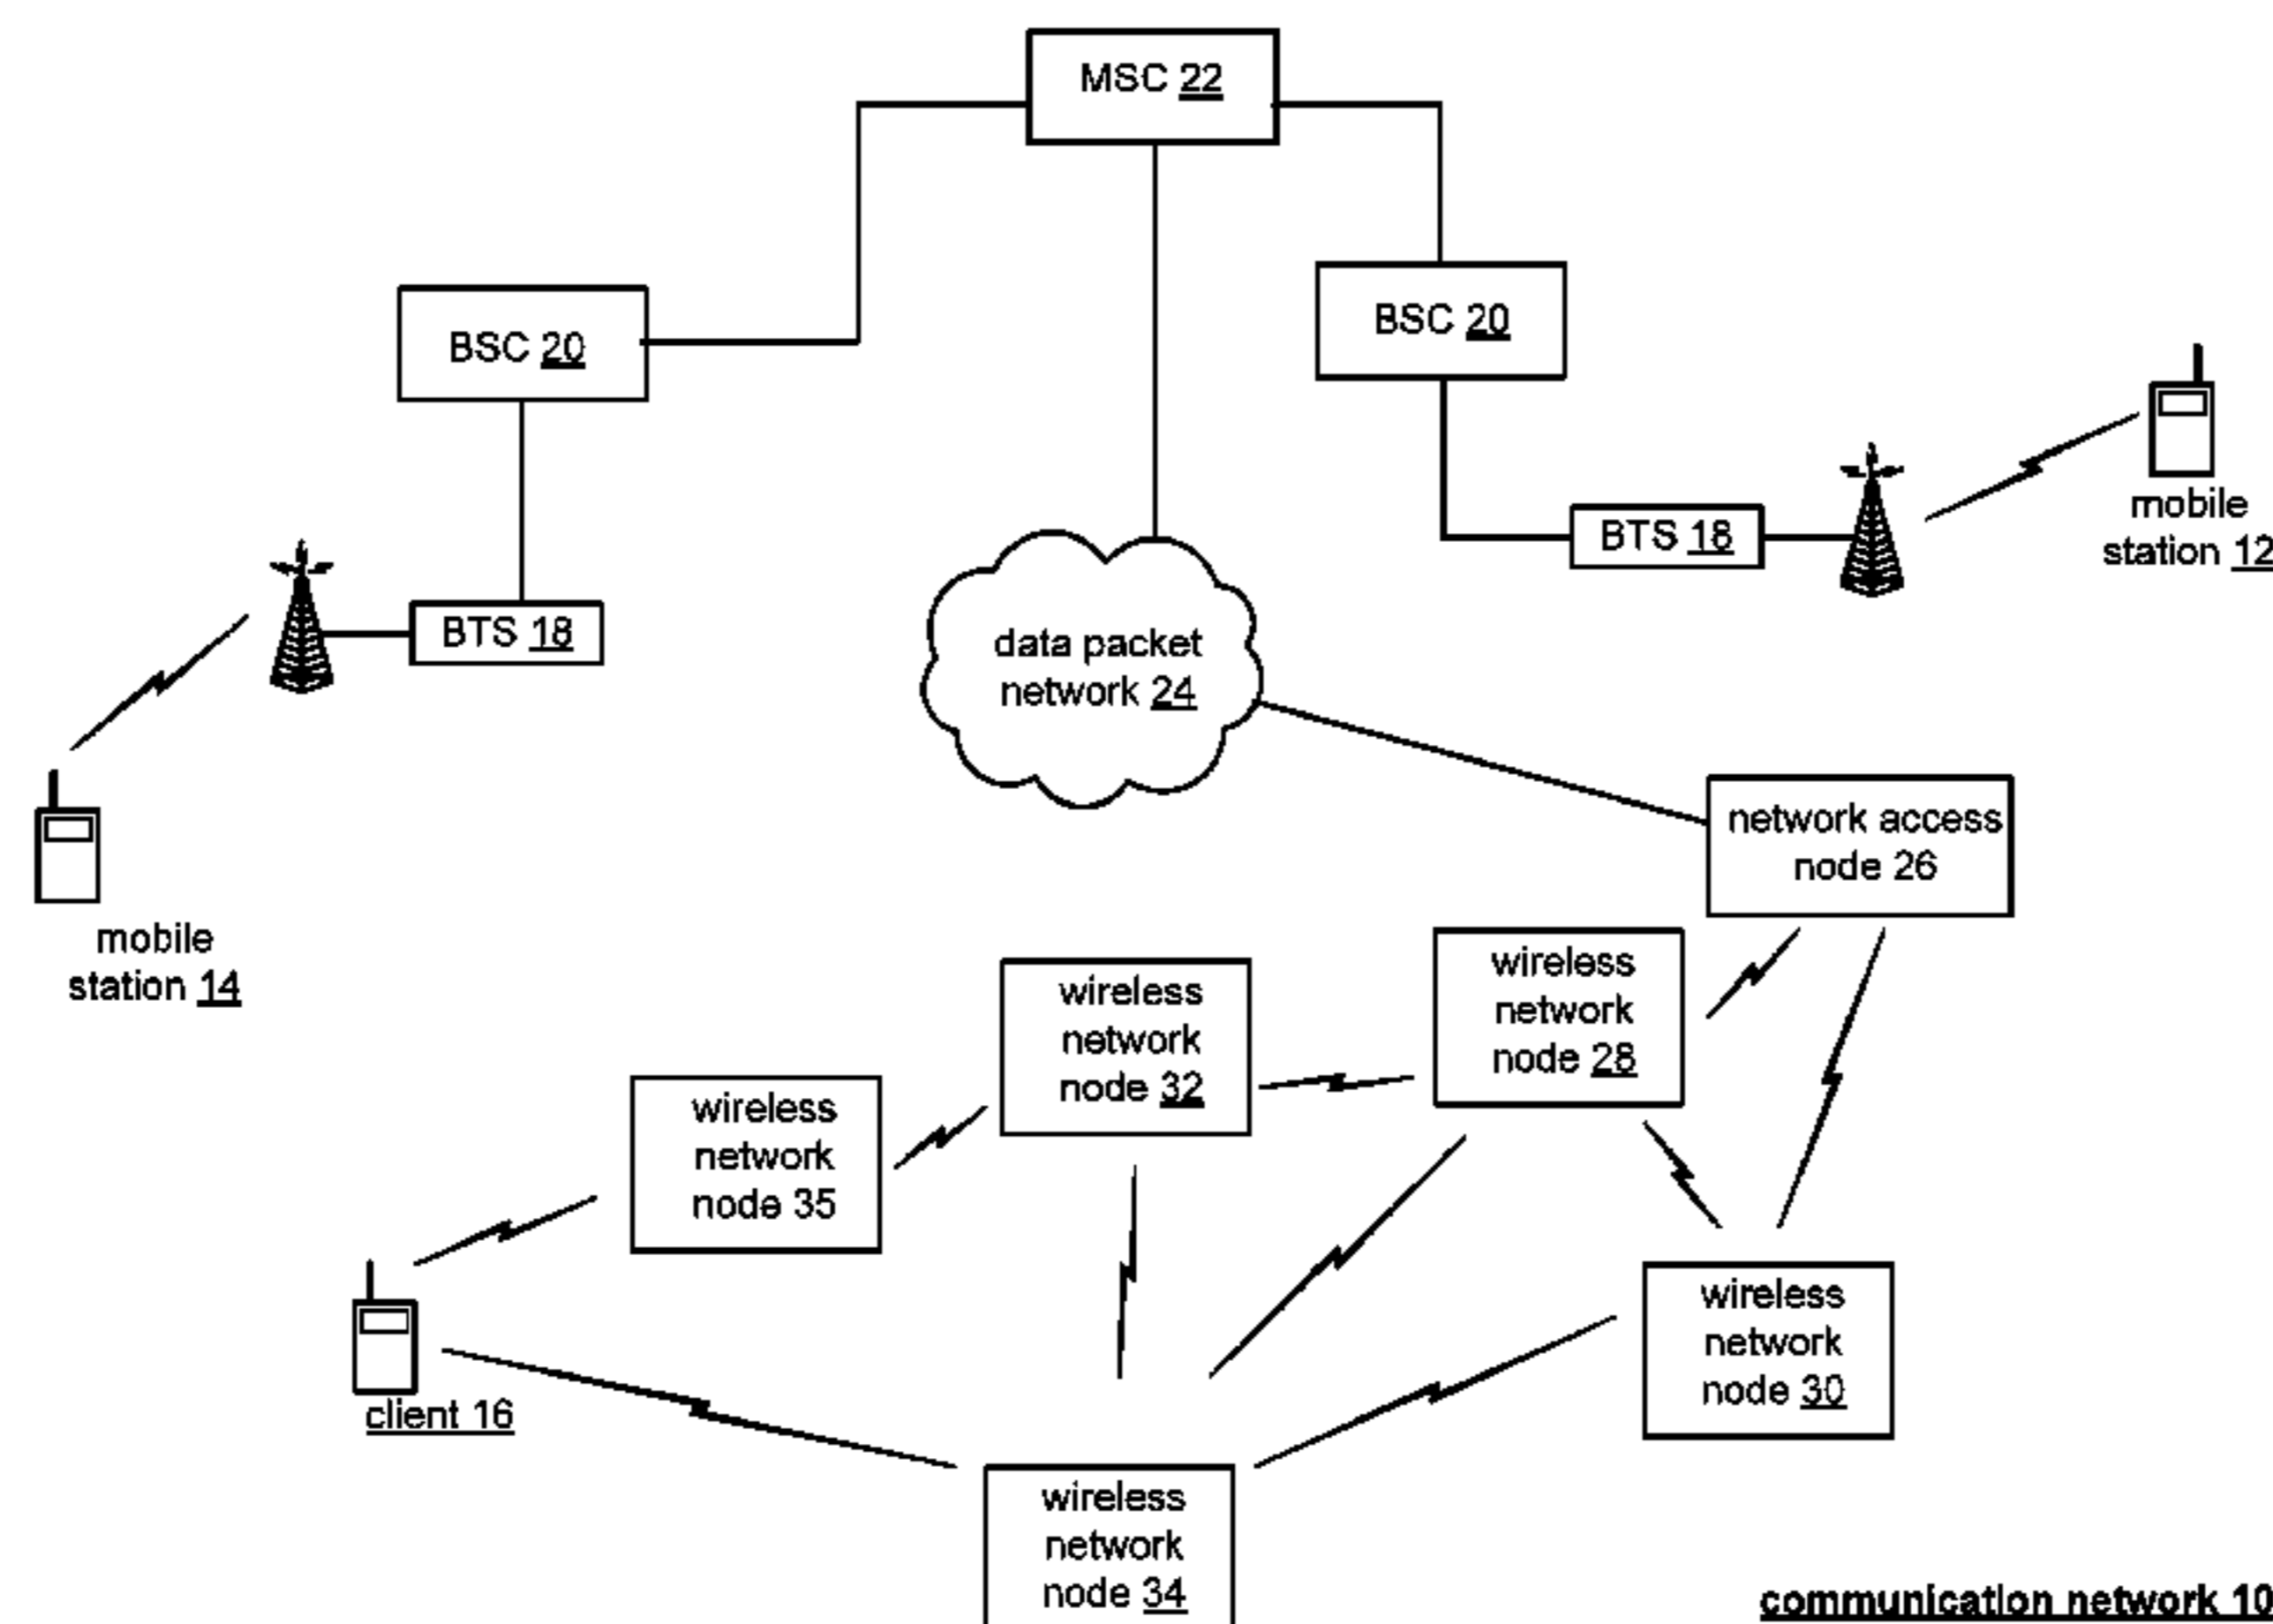 MSC 22
BSC 20
BSC 20
mobile
station 12
BTS 18
BTS 18
data packet
network 24
network access
node 26
mobile
station 14
wireless
network
node 28
wireless
network
node 32
wireless
network
node 35
wireless
network
node 30
client 16
wireless
network
node 34
communication network 10